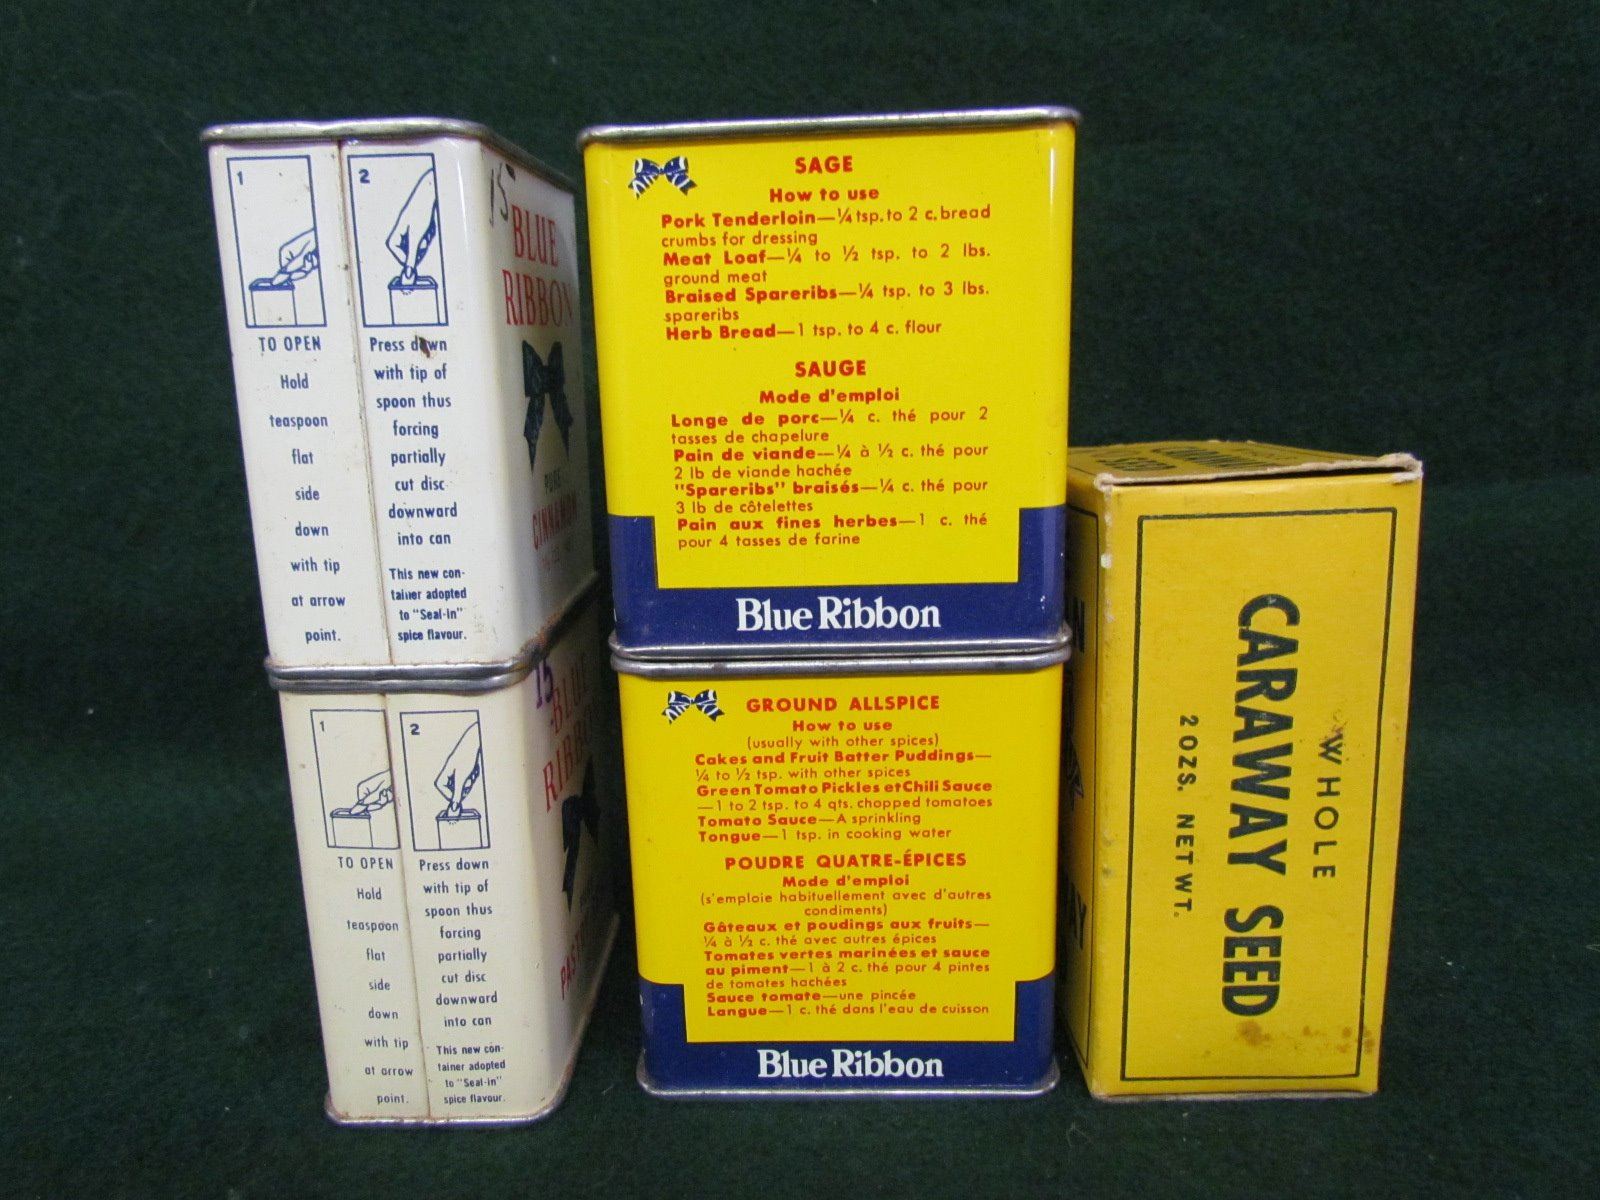 1
2
TO OPEN
Hold
teaspoon
flat
side
down
with tip
at arrow
point.
Press down
with tip of
spoon thus
forcing
partially
cut disc
downward
into can
This new con-
tainer adopted
to "Seal-in"
spice flavour.
15
BLUE
RIBBON
PURE
CINNAMON
1
2
TO OPEN
Hold
teaspoon
flat
side
down
with tip
at arrow
point.
Press down
with tip of
spoon thus
forcing
partially
cut disc
downward
into can
This new con-
tainer adopted
to "Seal-in"
spice flavour.
15
BLUE
RIBBON
SAGE
How to use
Pork Tenderloin—¼ tsp. to 2 c. bread
crumbs for dressing
Meat Loaf—¼ to ½ tsp. to 2 lbs.
ground meat
Braised Spareribs—¼ tsp. to 3 lbs.
spareribs
Herb Bread—1 tsp. to 4 c. flour
SAUGE
Mode d'emploi
Longe de porc—¼ c. thé pour 2
tasses de chapelure
Pain de viande—¼ à ½ c. thé pour
2 lb de viande hachée
"Spareribs" braisés—¼ c. thé pour
3 lb de côtelettes
Pain aux fines herbes—1 c. thé
pour 4 tasses de farine
Blue Ribbon
GROUND ALLSPICE
How to use
(usually with other spices)
Cakes and Fruit Batter Puddings—
¼ to ½ tsp. with other spices
Green Tomato Pickles et Chili Sauce
—1 to 2 tsp. to 4 qts. chopped tomatoes
Tomato Sauce—A sprinkling
Tongue—1 tsp. in cooking water
POUDRE QUATRE-ÉPICES
Mode d'emploi
(s'emploie habituellement avec d'autres
condiments)
Gâteaux et poudings aux fruits—
¼ à ½ c. thé avec autres épices
Tomates vertes marinées et sauce
au piment—1 à 2 c. thé pour 4 pintes
de tomates hachées
Sauce tomate—une pincée
Langue—1 c. thé dans l'eau de cuisson
Blue Ribbon
WHOLE
CARAWAY SEED
2 OZS. NET WT.